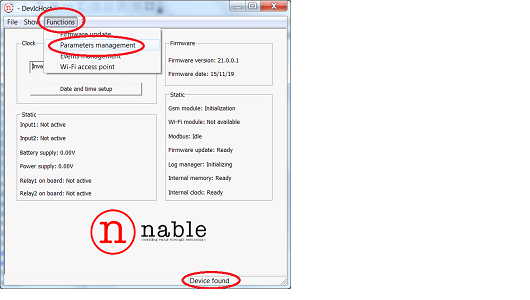 - DevIcHost
File Show Functions ?
Firmware update
Parameters management
Events management
Wi-Fi access point
Clock
Inva
Date and time setup
Firmware
Firmware version: 21.0.0.1
Firmware date: 15/11/19
Static
Input1: Not active
Input2: Not active
Battery supply: 0.00V
Power supply: 0.00V
Relay1 on board: Not active
Relay2 on board: Not active
Static
Gsm module: Initialization
Wi-Fi module: Not available
Modbus: Idle
Firmware update: Ready
Log manager: Initializing
Internal memory: Ready
Internal clock: Ready
n nable
Device found